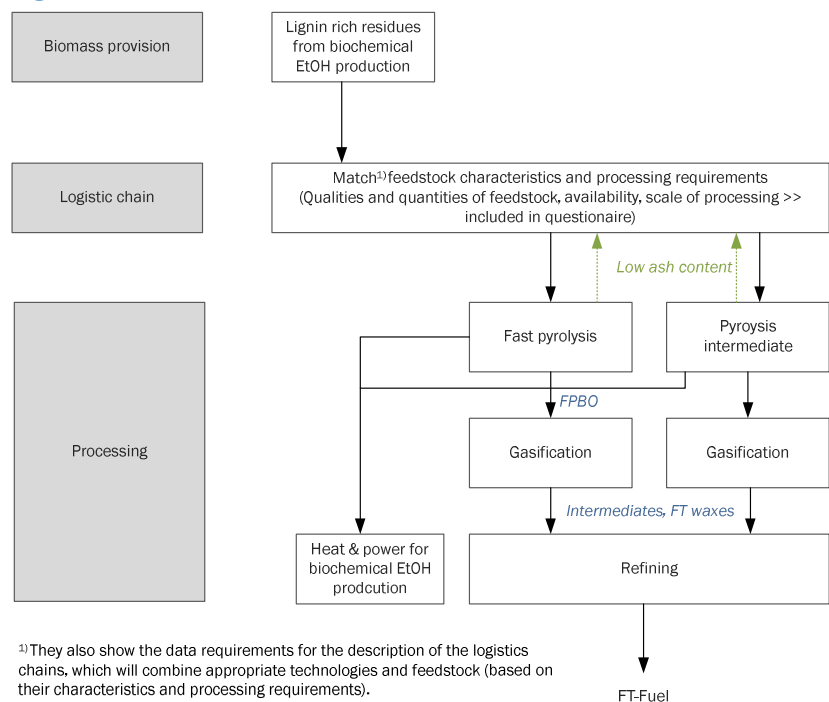 Biomass provision
Lignin rich residues
from biochemical
EtOH production
Logistic chain
Match¹⁾ feedstock characteristics and processing requirements
(Qualities and quantities of feedstock, availability, scale of processing >>
included in questionaire)
Low ash content
Processing
Fast pyrolysis
Pyroysis
intermediate
FPBO
Gasification
Gasification
Intermediates, FT waxes
Heat & power for
biochemical EtOH
prodcution
Refining
¹⁾ They also show the data requirements for the description of the logistics
chains, which will combine appropriate technologies and feedstock (based on
their characteristics and processing requirements).
FT-Fuel